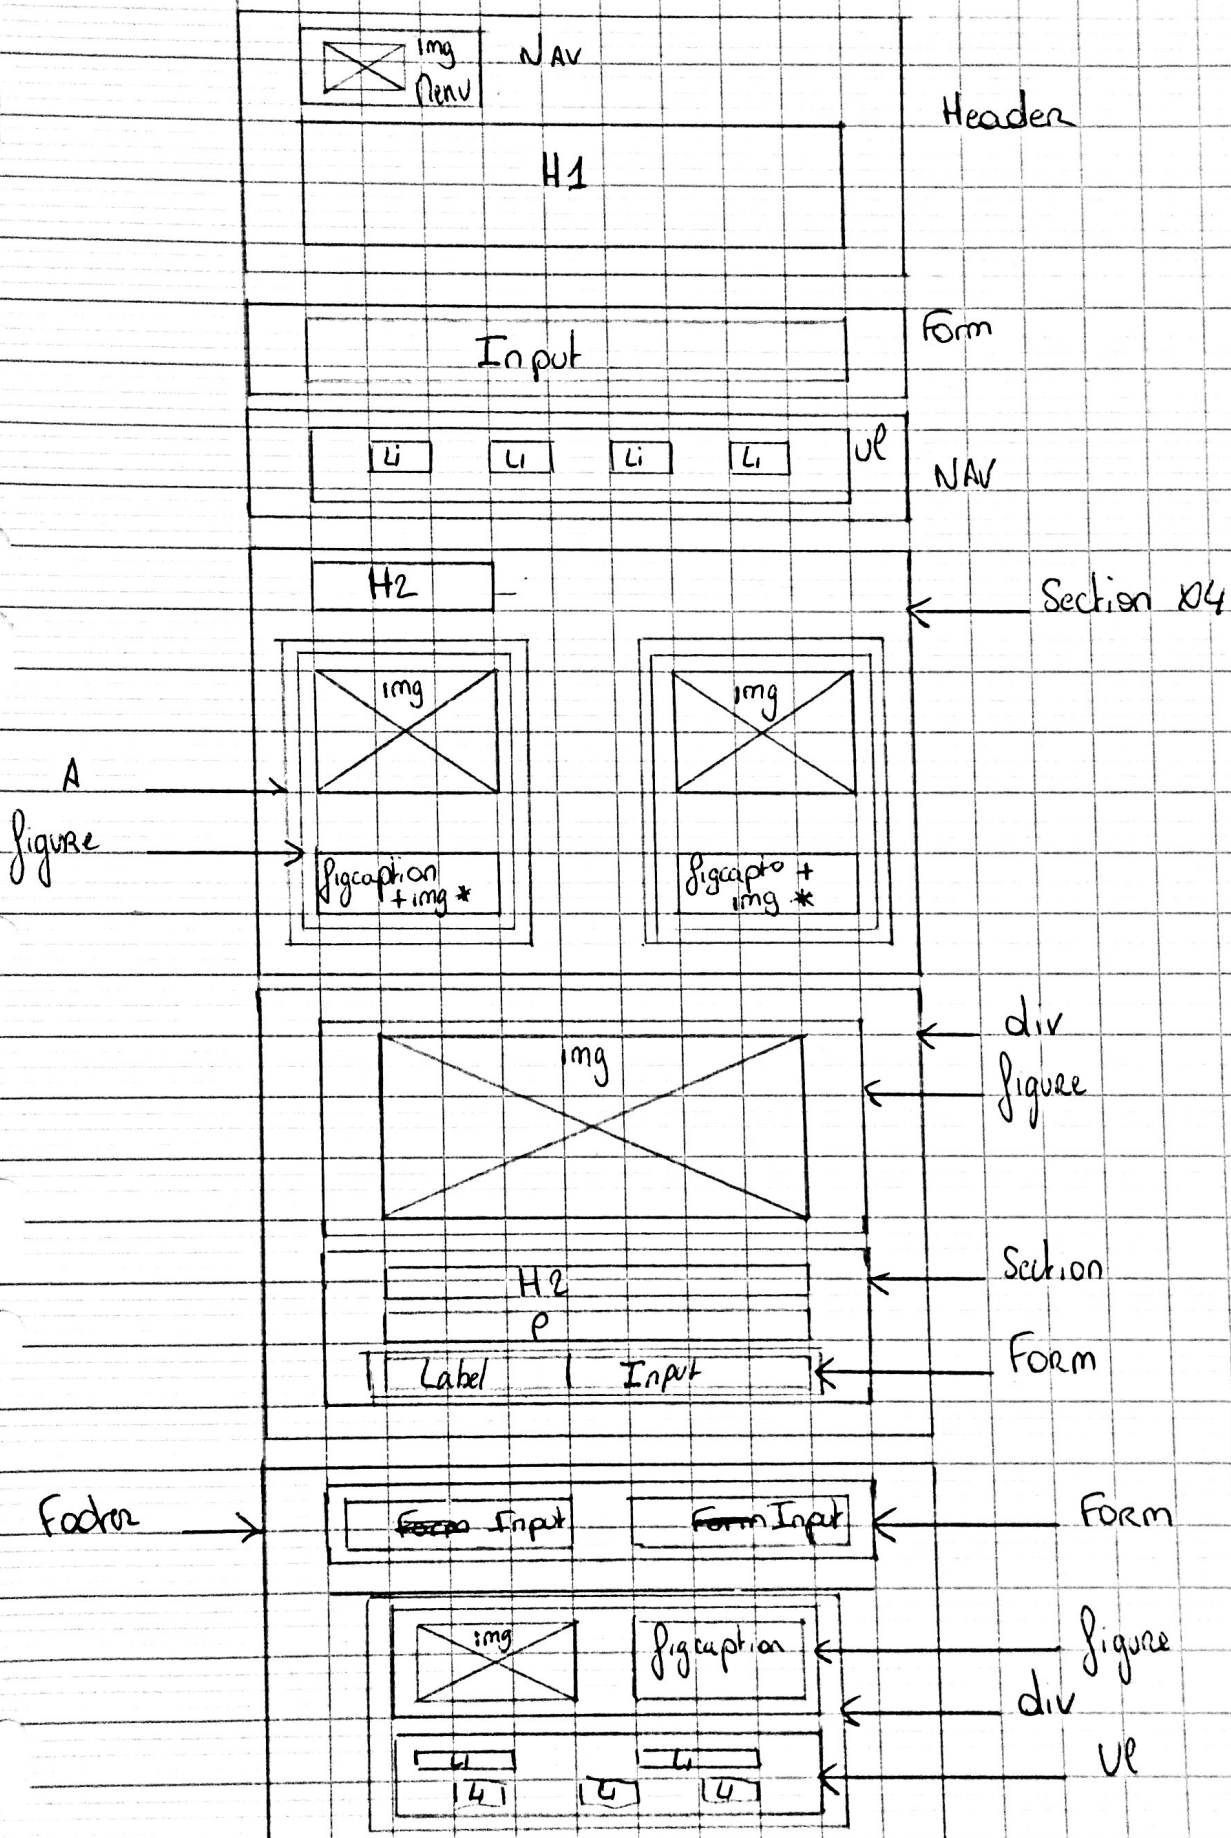 img
Menu
NAV
Header
H1
Form
Input
Li Li Li Li
Ul
NAV
H2
Section x4
img img
A
figure
figcaption
+ img *
figcapto +
img *
div
img
figure
Section
H2
P
Form
Label Input
Footer
Form Input Form Input
Form
img figcaption
figure
div
Li Li
Li Li Li
Ul